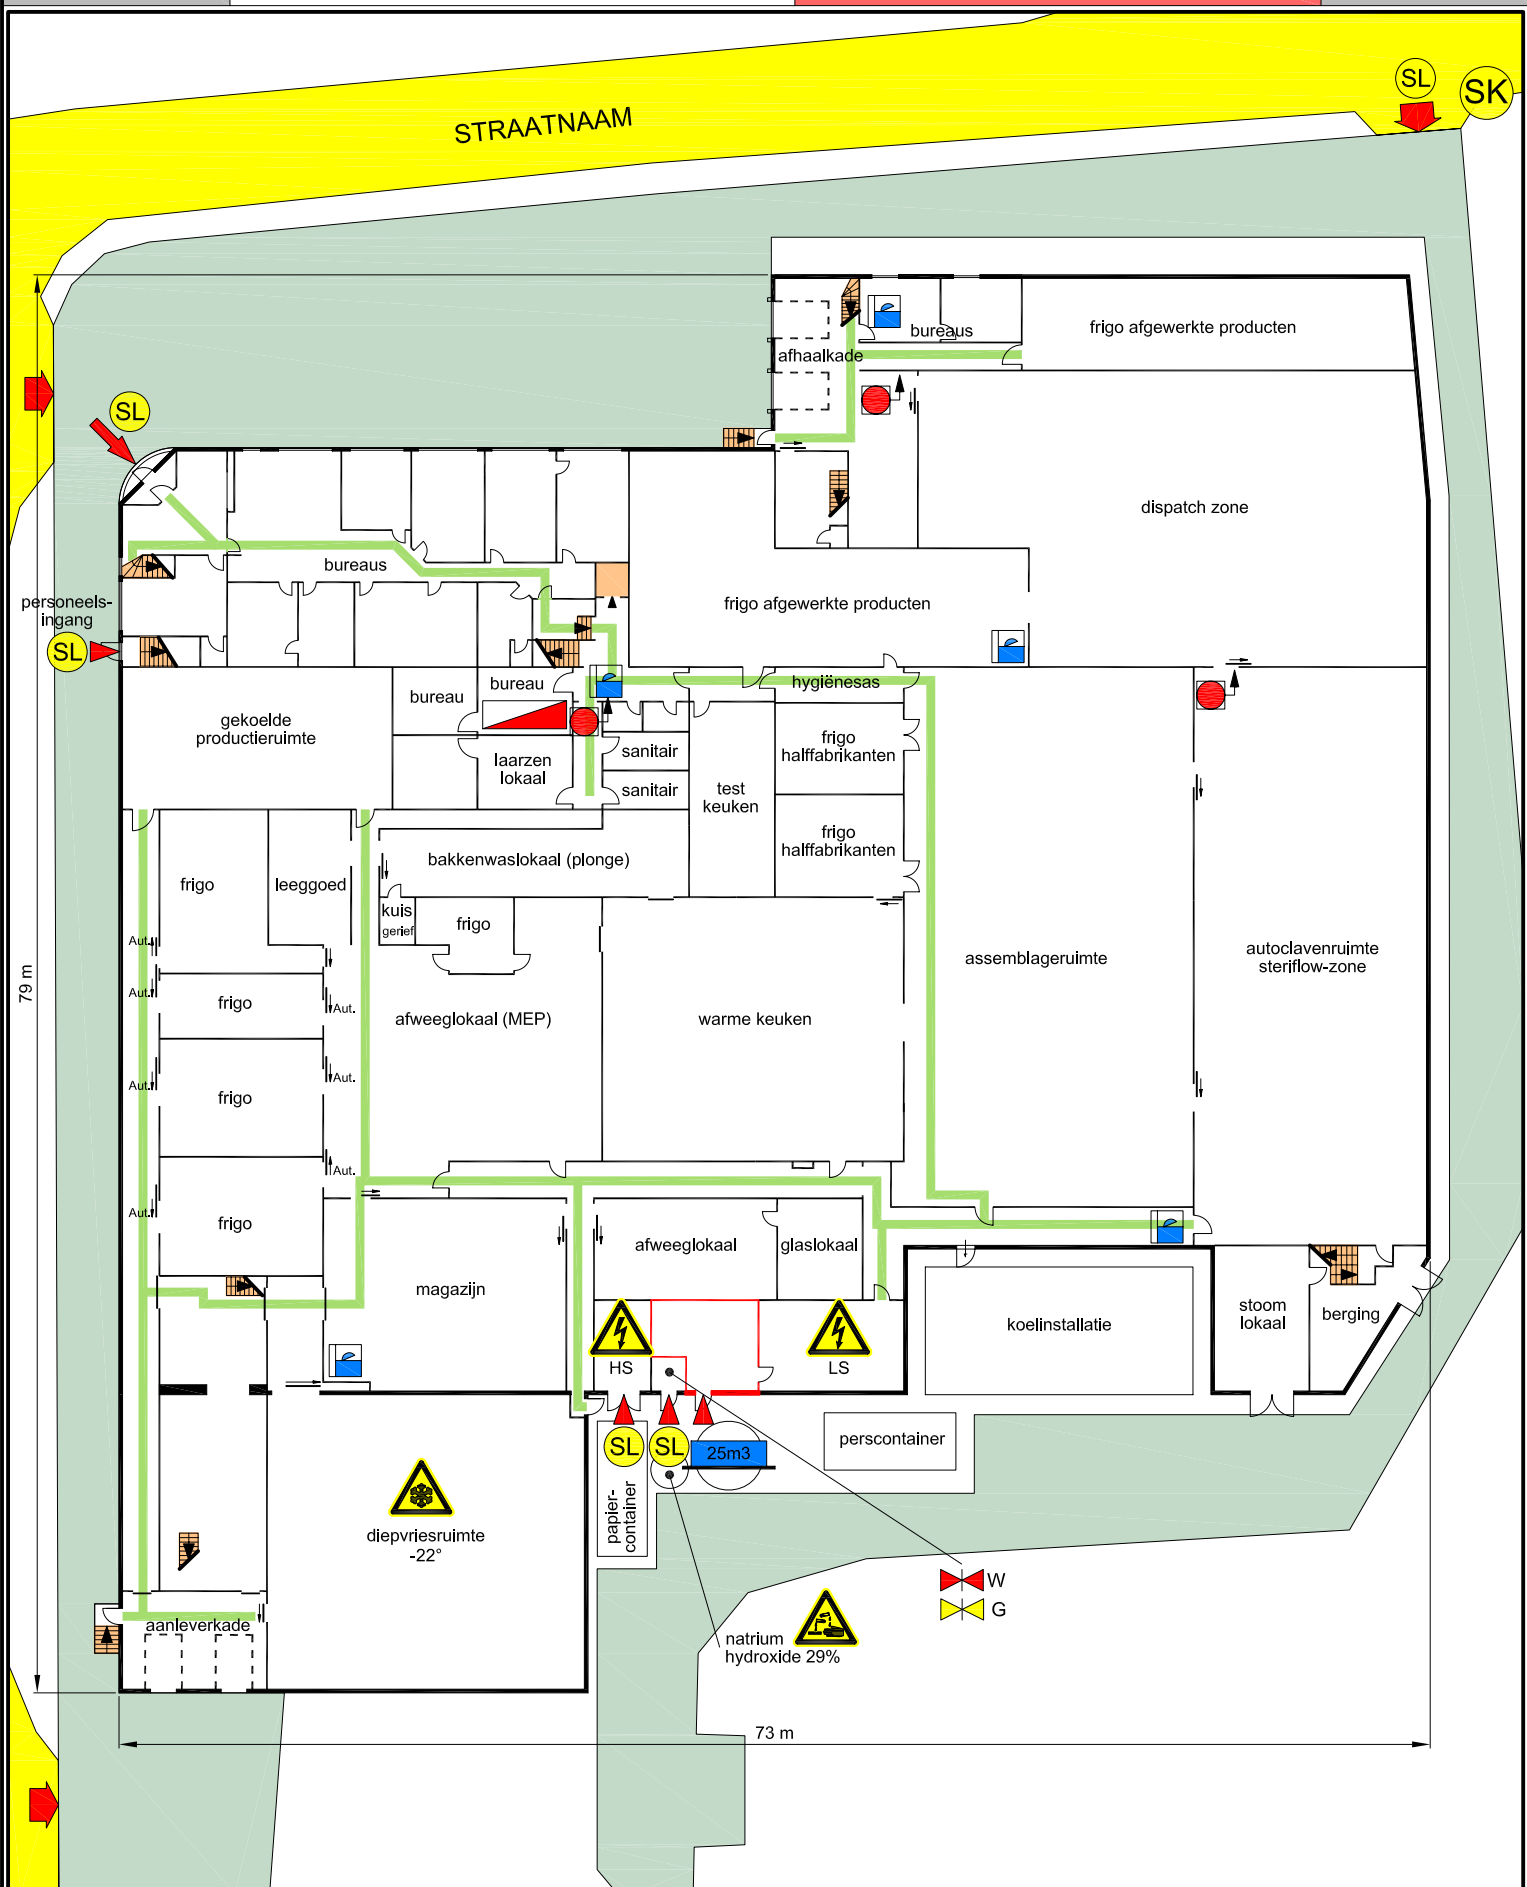 STRAATNAAM
SL
SK
bureaus
frigo afgewerkte producten
afhaalkade
SL
dispatch zone
bureaus
personeels-
ingang
SL
frigo afgewerkte producten
bureau
bureau
hygiënesas
gekoelde
productieruimte
laarzen
lokaal
sanitair
sanitair
test
keuken
frigo
halffabrikanten
frigo
halffabrikanten
bakkenwaslokaal (plonge)
frigo
leeggoed
kuis
gerief
frigo
Aut.
assemblageruimte
autoclavenruimte
steriflow-zone
79 m
Aut.
frigo
Aut.
afweeglokaal (MEP)
warme keuken
Aut.
frigo
Aut.
Aut.
Aut.
frigo
afweeglokaal
glaslokaal
magazijn
stoom
lokaal
berging
koelinstallatie
HS
LS
SL
SL
25m3
perscontainer
papier-
container
diepvriesruimte
-22°
W
G
aanleverkade
natrium
hydroxide 29%
73 m